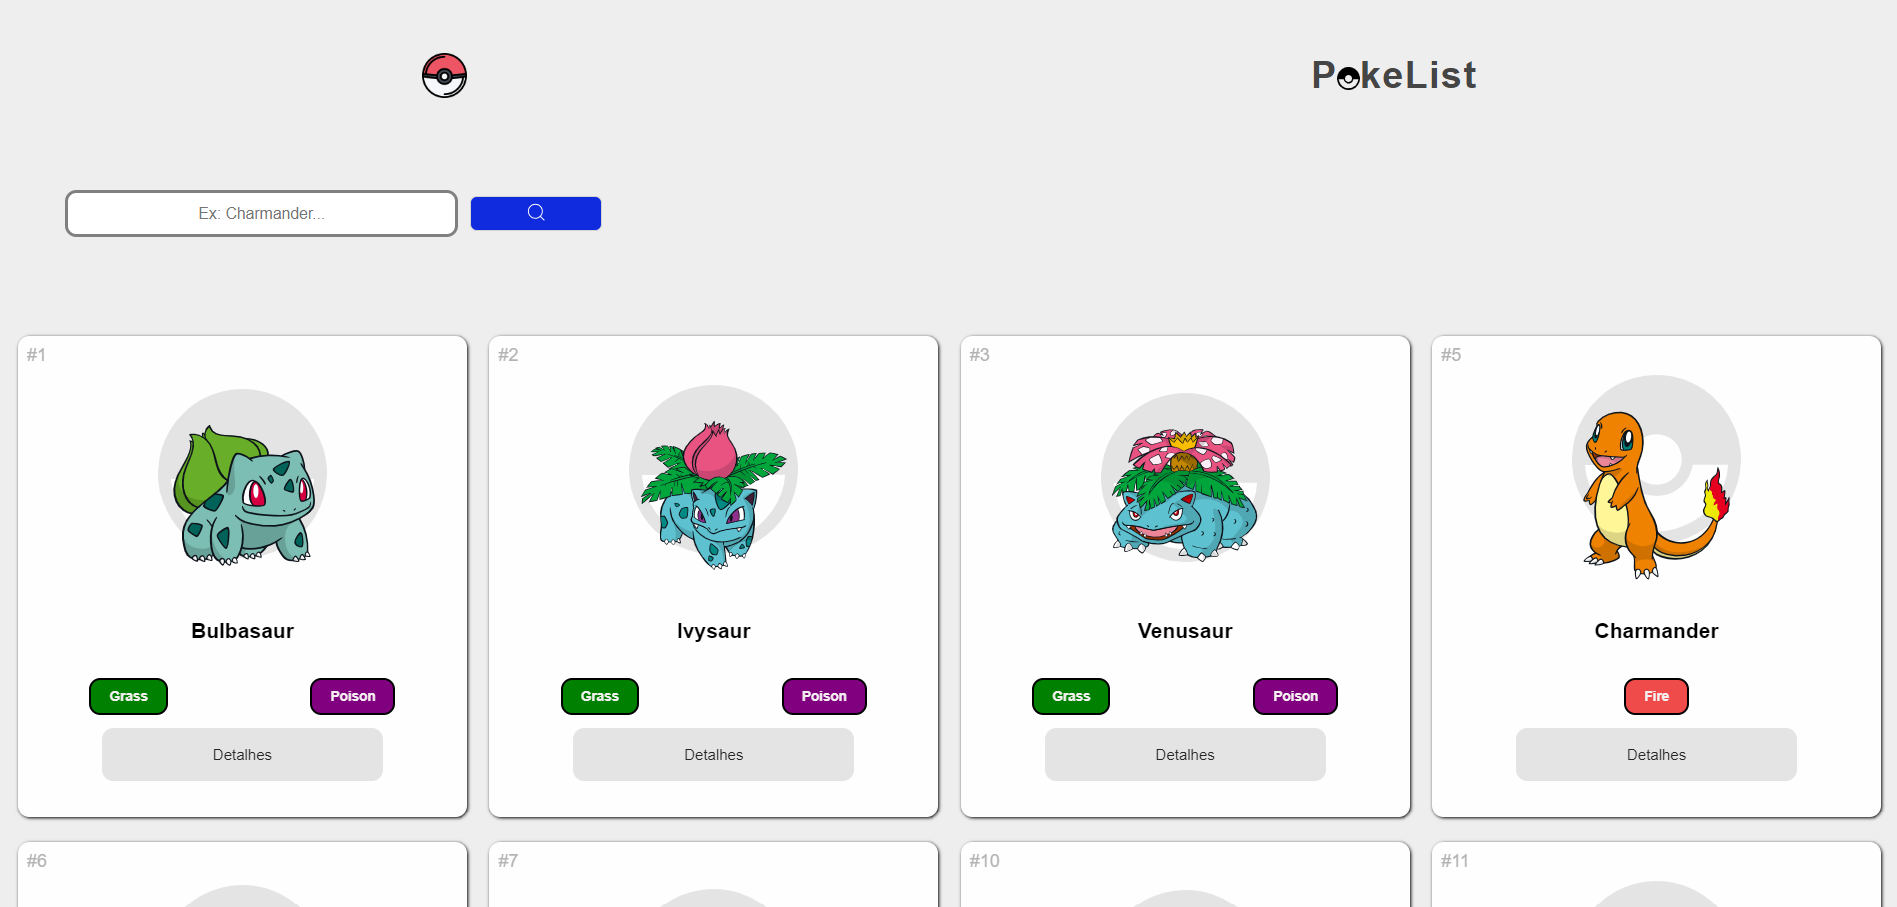 PokeList
Ex: Charmander...
#1
#2
#3
#5
Bulbasaur
Ivysaur
Venusaur
Charmander
Grass
Poison
Grass
Poison
Grass
Poison
Fire
Detalhes
Detalhes
Detalhes
Detalhes
#6
#7
#10
#11